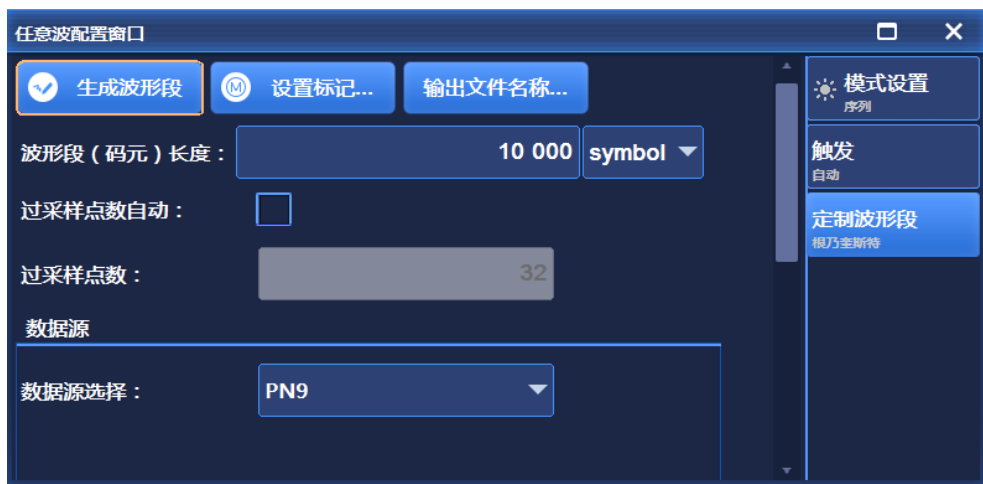 任意波配置窗口
生成波形段
M 设置标记...
输出文件名称...
波形段（码元）长度： 10 000 symbol
过采样点数自动：
过采样点数： 32
数据源
数据源选择： PN9
模式设置
序列
触发
自动
定制波形段
根乃奎斯特